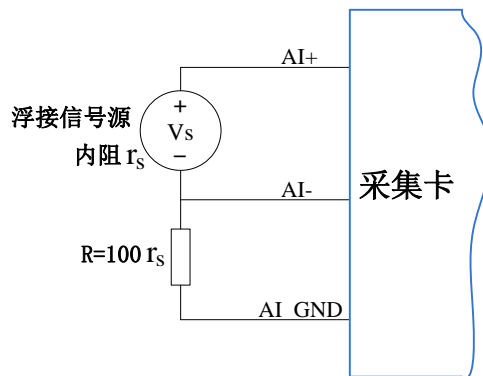 AI+
浮接信号源
+
Vs
−
内阻 rs
AI-
采集卡
R=100 rs
AI GND